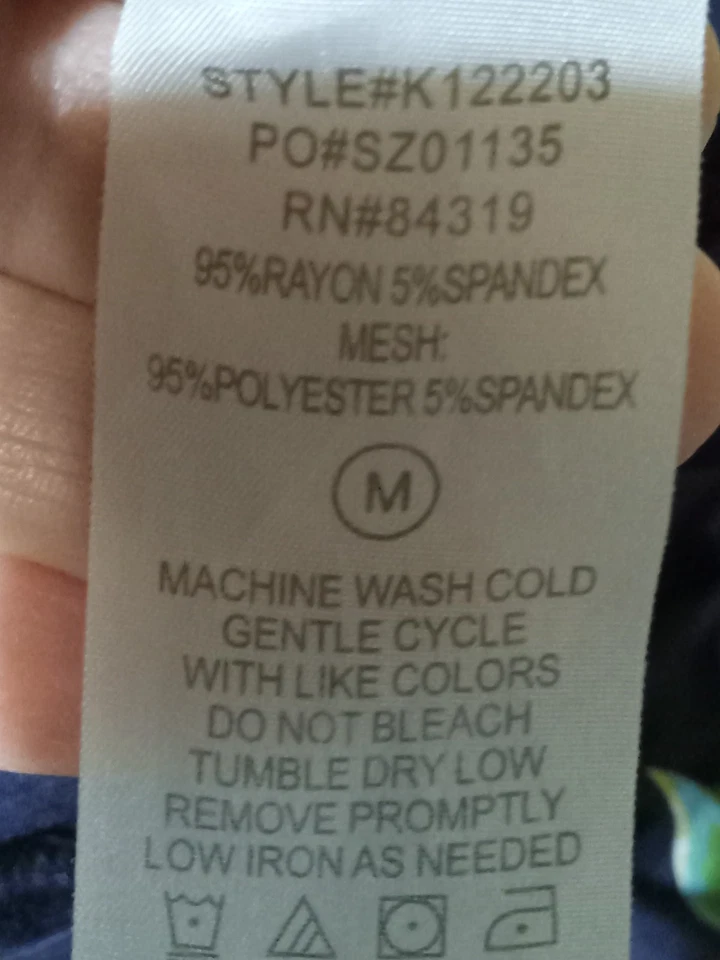 STYLE#K122203
PO#SZ01135
RN#84319
95%RAYON 5%SPANDEX
MESH:
95%POLYESTER 5%SPANDEX
M
MACHINE WASH COLD
GENTLE CYCLE
WITH LIKE COLORS
DO NOT BLEACH
TUMBLE DRY LOW
REMOVE PROMPTLY
LOW IRON AS NEEDED